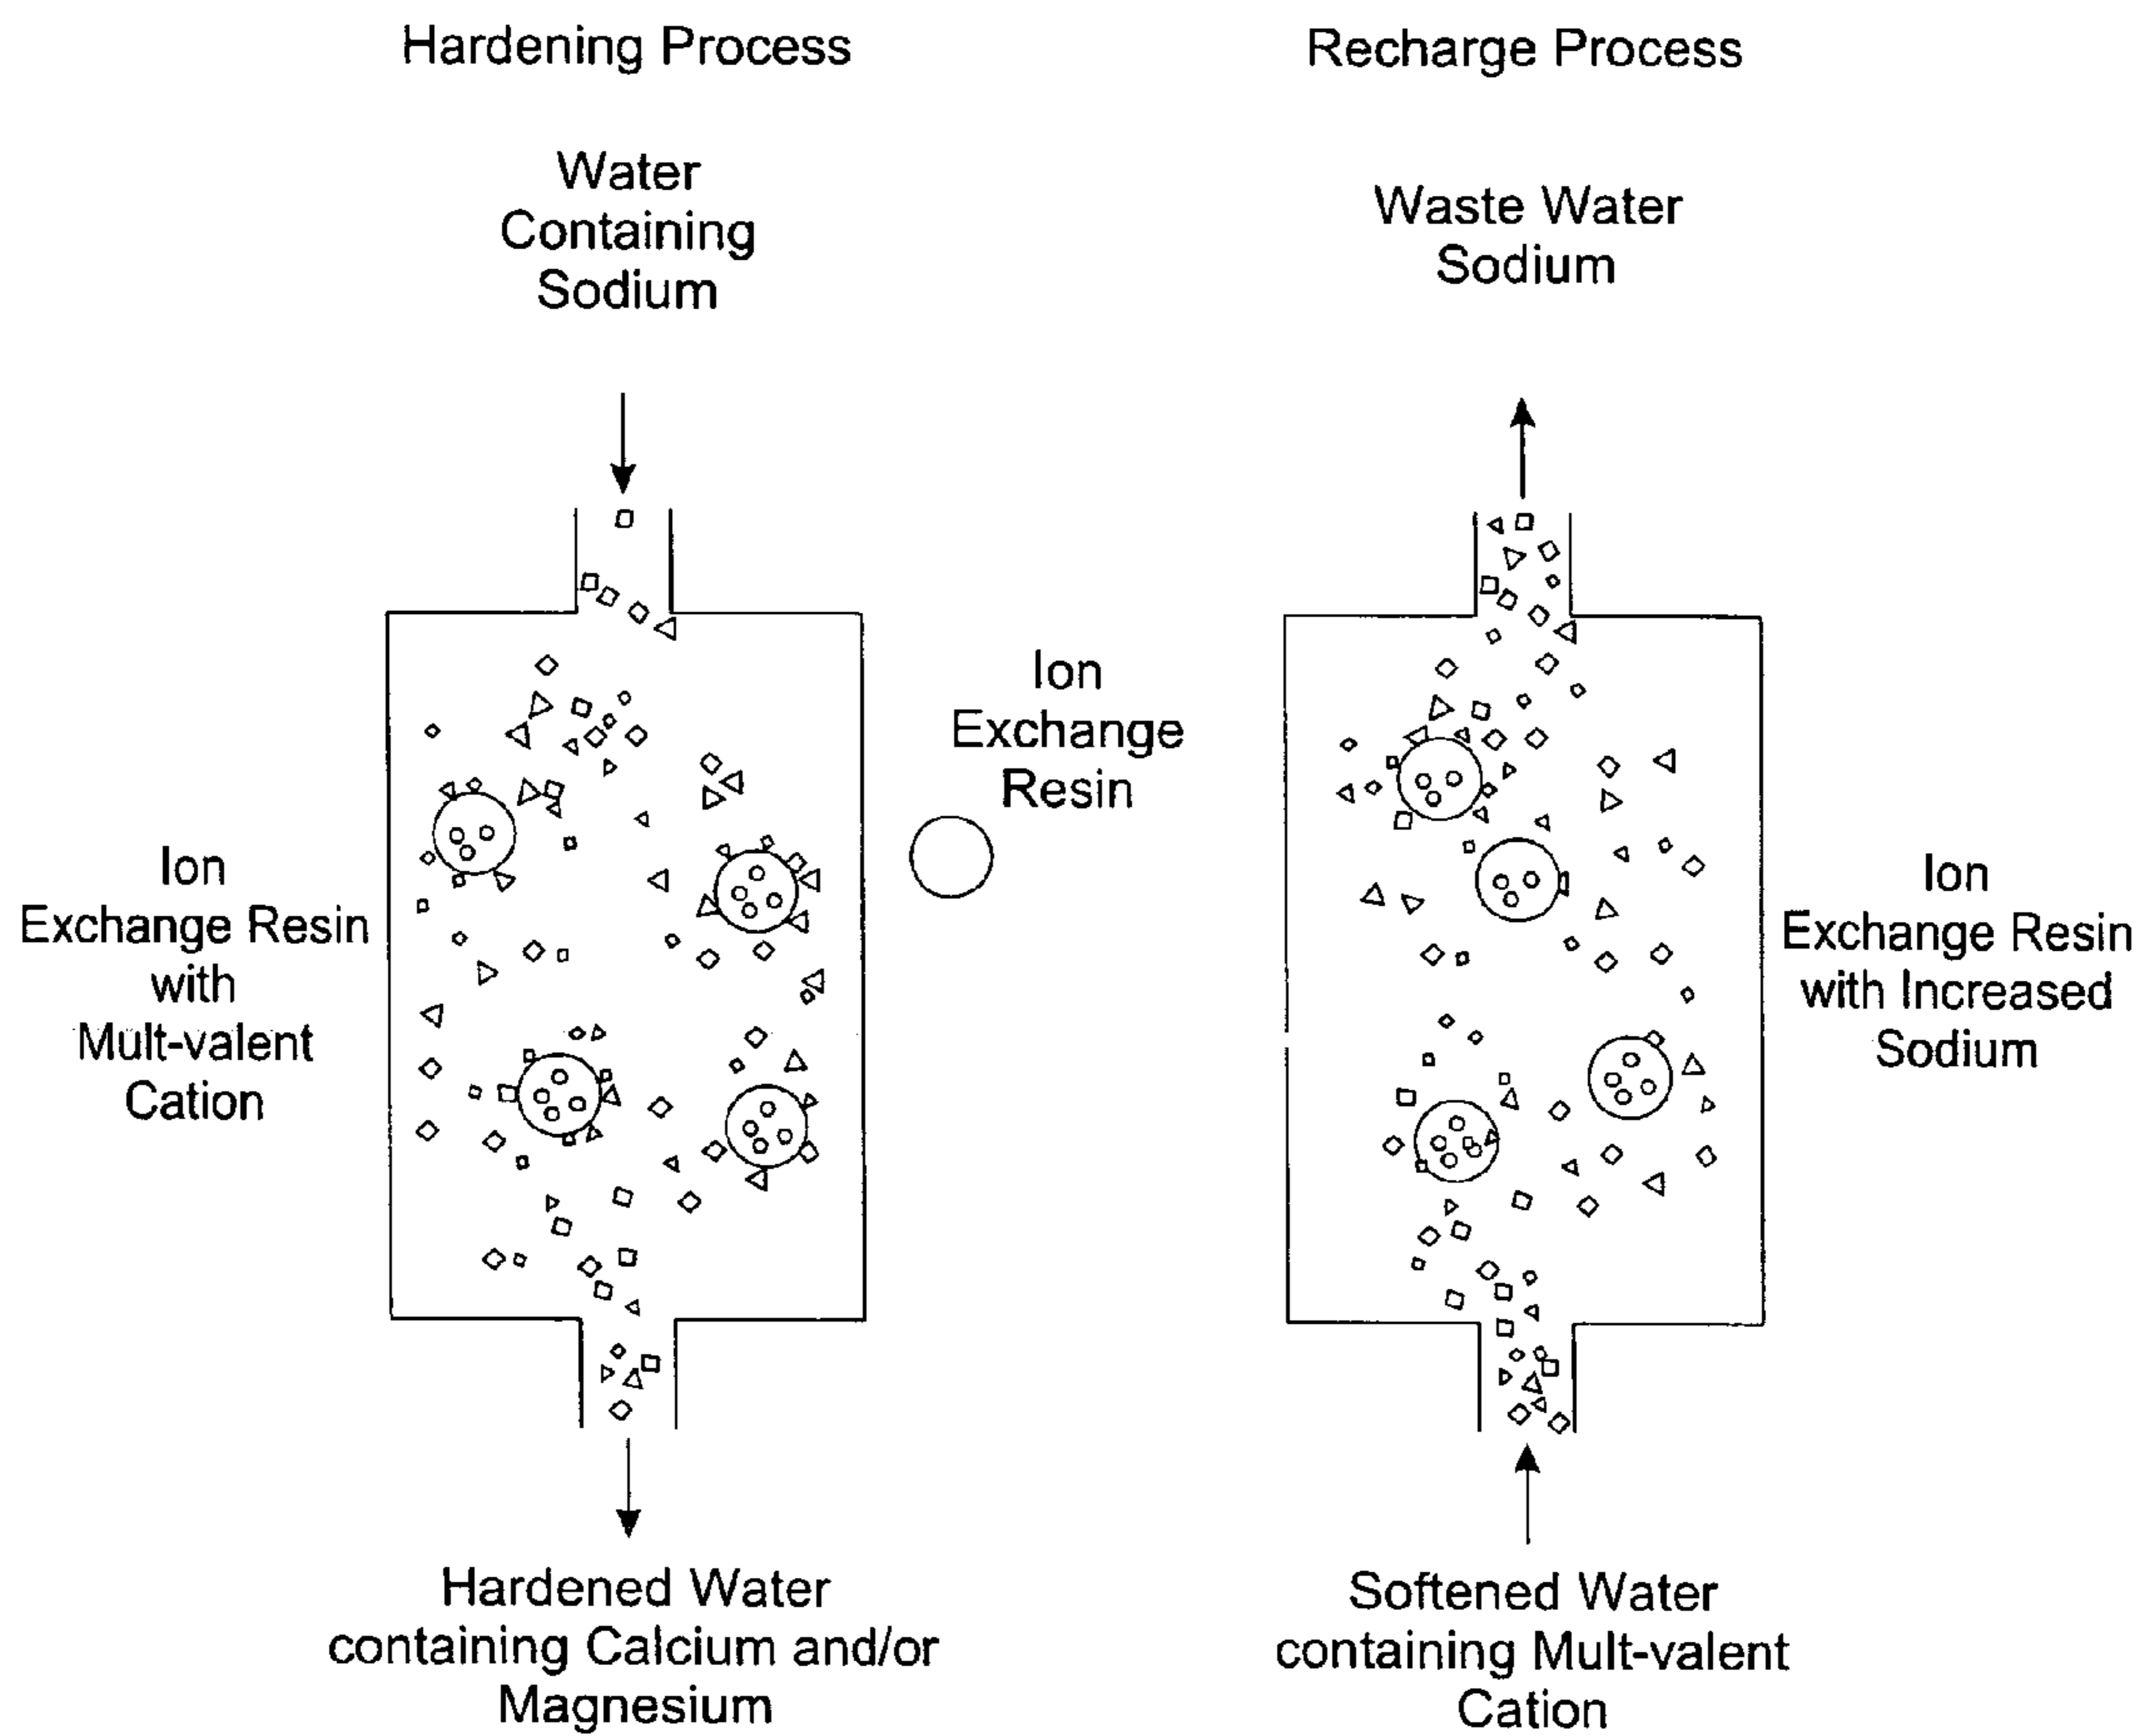 Hardening Process
Water
Containing
Sodium
Ion
Exchange Resin
with
Mult-valent
Cation
Hardened Water
containing Calcium and/or
Magnesium
Ion
Exchange
Resin
Recharge Process
Waste Water
Sodium
Ion
Exchange Resin
with Increased
Sodium
Softened Water
containing Mult-valent
Cation